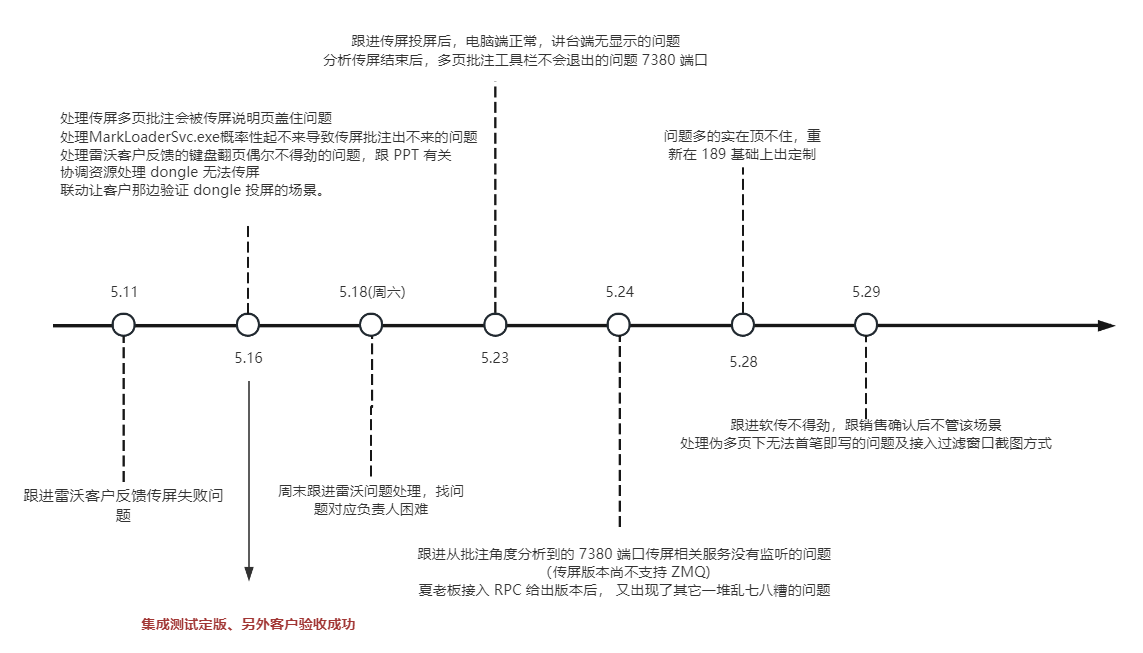 跟进传屏投屏后，电脑端正常，讲台端无显示的问题
分析传屏结束后，多页批注工具栏不会退出的问题 7380 端口
处理传屏多页批注会被传屏说明页盖住问题
处理MarkLoaderSvc.exe概率性起不来导致传屏批注出不来的问题
处理雷沃客户反馈的键盘翻页偶尔不得劲的问题，跟 PPT 有关
协调资源处理 dongle 无法传屏
联动让客户那边验证 dongle 投屏的场景。
问题多的实在顶不住，重
新在 189 基础上出定制
5.11
5.18(周六)
5.24
5.29
5.16
5.23
5.28
跟进雷沃客户反馈传屏失败问
题
周末跟进雷沃问题处理，找问
题对应负责人困难
跟进软传不得劲，跟销售确认后不管该场景
处理伪多页下无法首笔即写的问题及接入过滤窗口截图方式
跟进从批注角度分析到的 7380 端口传屏相关服务没有监听的问题
（传屏版本尚不支持 ZMQ)
夏老板接入 RPC 给出版本后， 又出现了其它一堆乱七八糟的问题
集成测试定版、另外客户验收成功